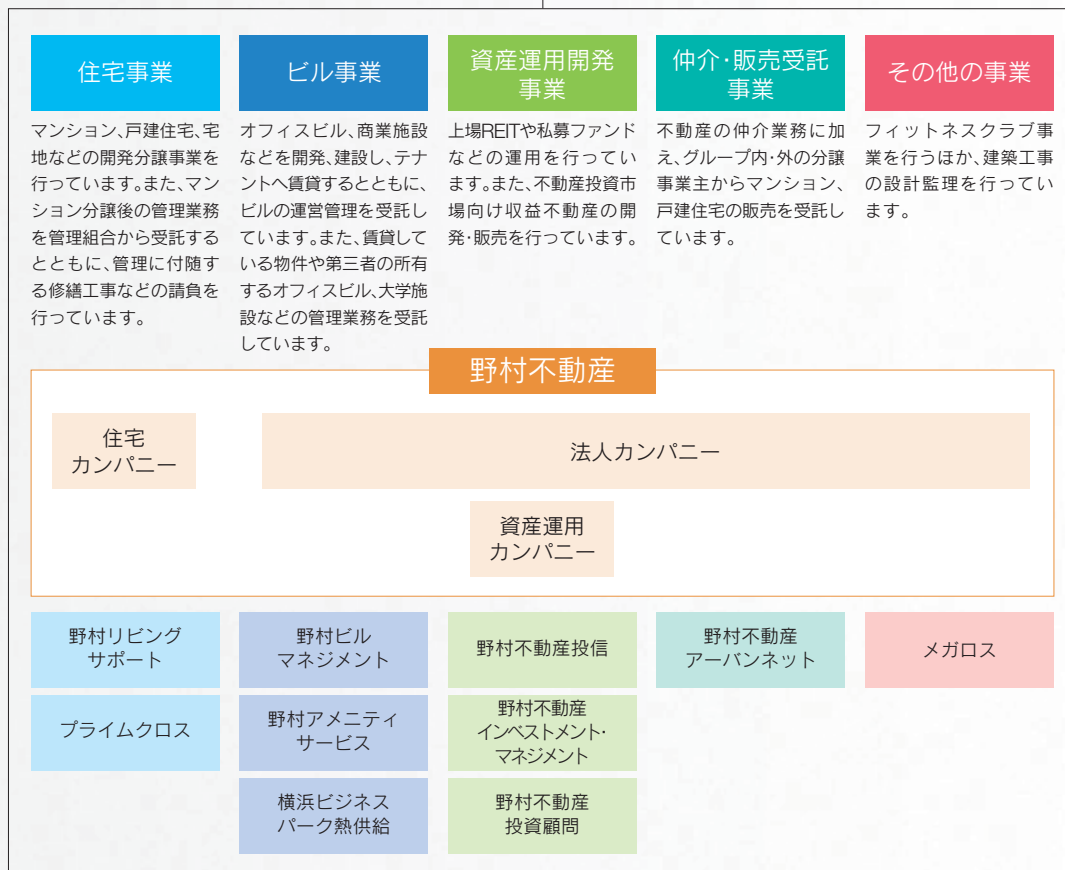 住宅事業
マンション、戸建住宅、宅
地などの開発分譲事業を
行っています。また、マン
ション分譲後の管理業務
を管理組合から受託する
とともに、管理に付随す
る修繕工事などの請負を
行っています。
ビル事業
オフィスビル、商業施設
などを開発、建設し、テナ
ントへ賃貸するとともに、
ビルの運営管理を受託し
ています。また、賃貸して
いる物件や第三者の所有
するオフィスビル、大学施
設などの管理業務を受託
しています。
資産運用開発
事業
上場REITや私募ファンド
などの運用を行ってい
ます。また、不動産投資市
場向け収益不動産の開
発・販売を行っています。
仲介・販売受託
事業
不動産の仲介業務に加
え、グループ内・外の分譲
事業主からマンション、
戸建住宅の販売を受託し
ています。
その他の事業
フィットネスクラブ事
業を行うほか、建築工事
の設計監理を行ってい
ます。
野村不動産
住宅
カンパニー
法人カンパニー
資産運用
カンパニー
野村リビング
サポート
プライムクロス
野村ビル
マネジメント
野村アメニティ
サービス
横浜ビジネス
パーク熱供給
野村不動産投信
野村不動産
インベストメント・
マネジメント
野村不動産
投資顧問
野村不動産
アーバンネット
メガロス